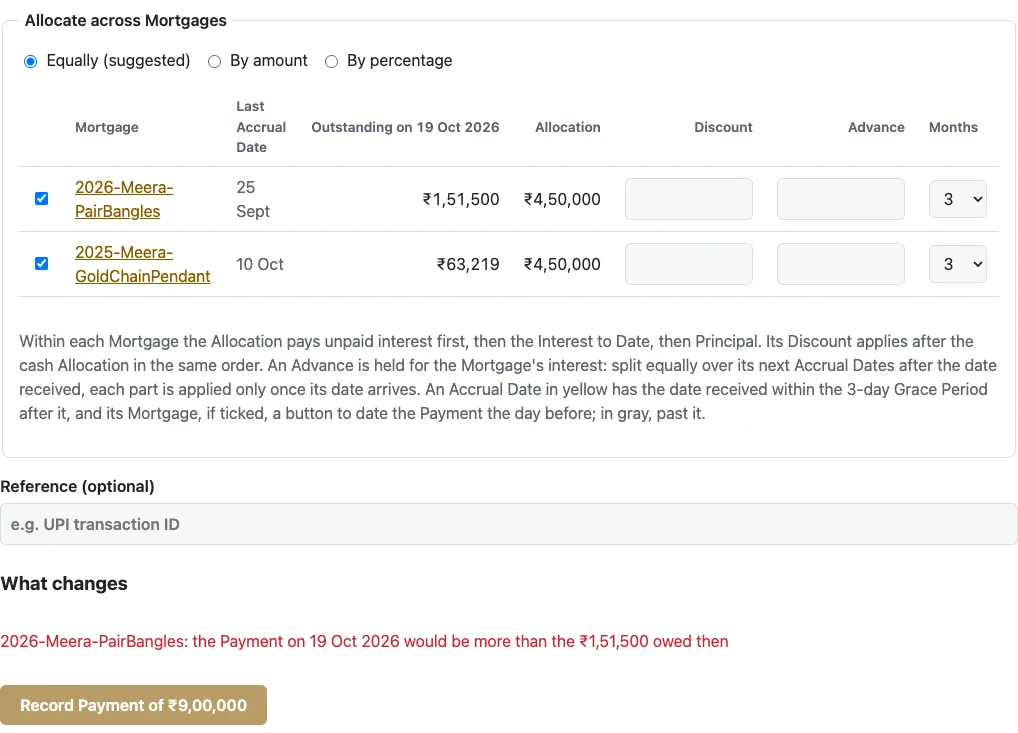 Allocate across Mortgages
Equally (suggested) By amount By percentage
Mortgage Last Accrual Date Outstanding on 19 Oct 2026 Allocation Discount Advance Months
2026-Meera-PairBangles 25 Sept ₹1,51,500 ₹4,50,000 3
2025-Meera-GoldChainPendant 10 Oct ₹63,219 ₹4,50,000 3
Within each Mortgage the Allocation pays unpaid interest first, then the Interest to Date, then Principal. Its Discount applies after the
cash Allocation in the same order. An Advance is held for the Mortgage's interest: split equally over its next Accrual Dates after the date
received, each part is applied only once its date arrives. An Accrual Date in yellow has the date received within the 3-day Grace Period
after it, and its Mortgage, if ticked, a button to date the Payment the day before; in gray, past it.
Reference (optional)
e.g. UPI transaction ID
What changes
2026-Meera-PairBangles: the Payment on 19 Oct 2026 would be more than the ₹1,51,500 owed then
Record Payment of ₹9,00,000